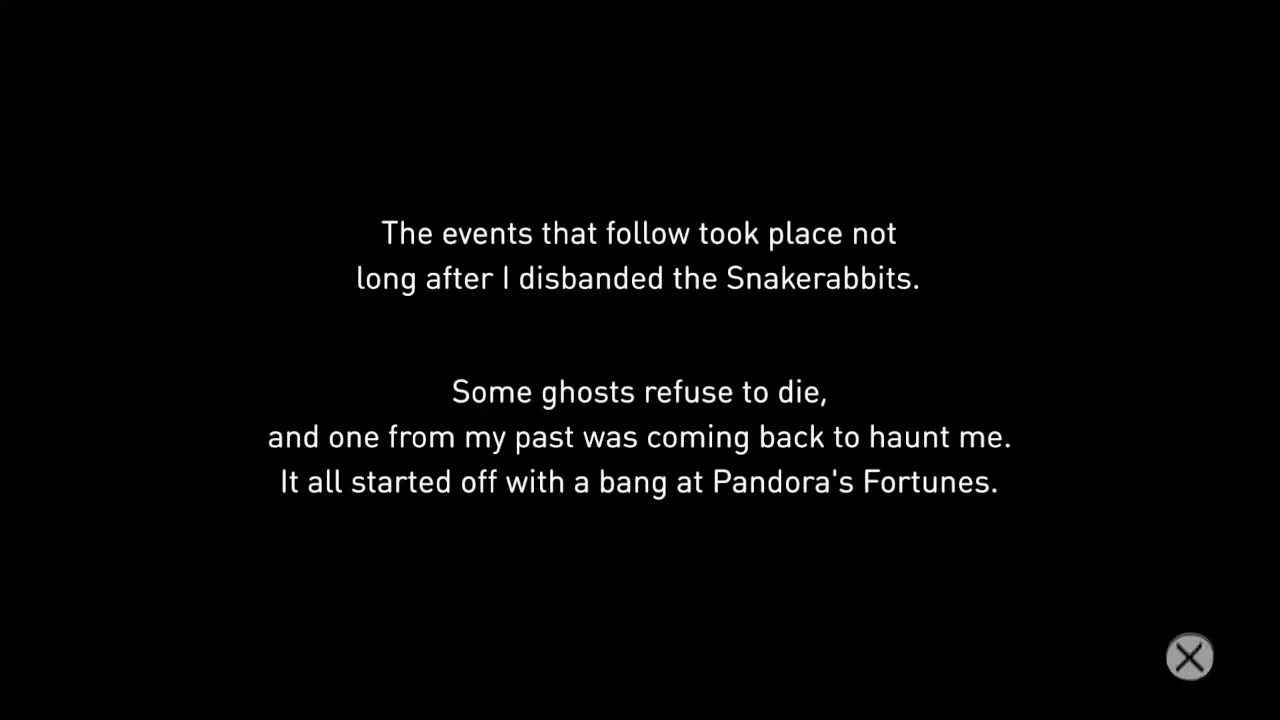 The events that follow took place not
long after I disbanded the Snakerabbits.
Some ghosts refuse to die,
and one from my past was coming back to haunt me.
It all started off with a bang at Pandora's Fortunes.